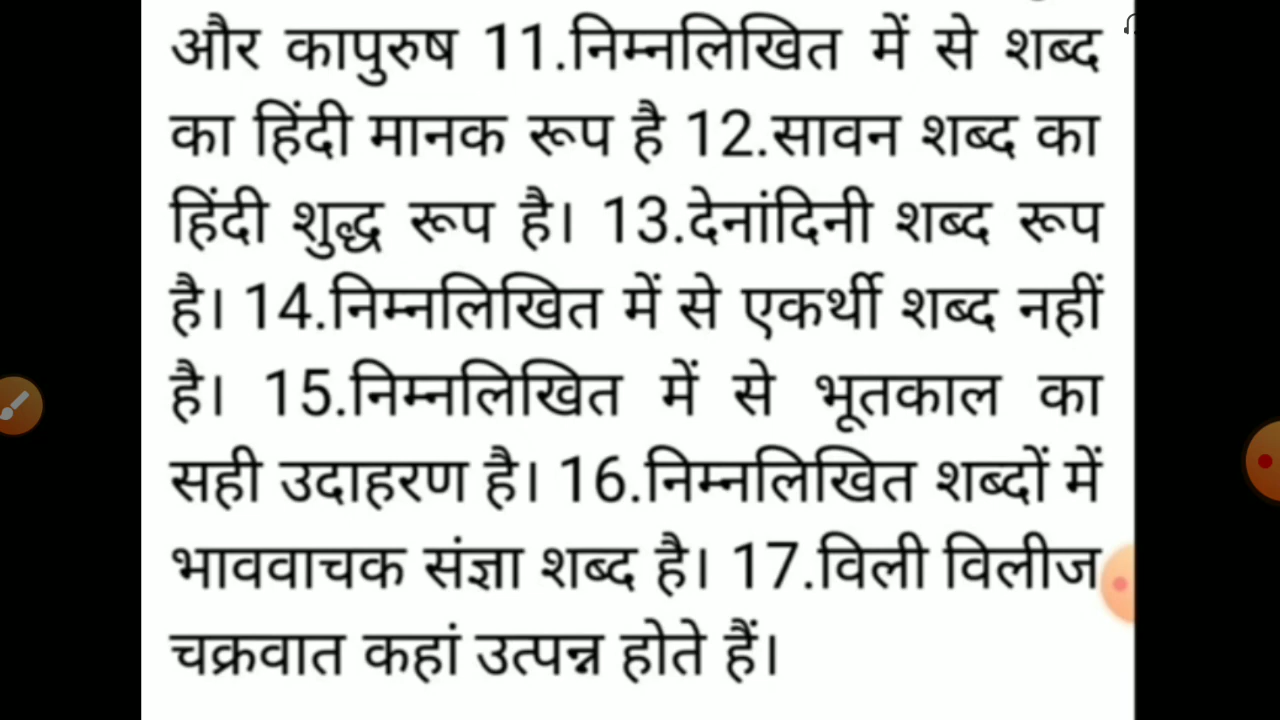 और कापुरुष 11.निम्नलिखित में से शब्द
का हिंदी मानक रूप है 12.सावन शब्द का
हिंदी शुद्ध रूप है। 13.देनांदिनी शब्द रूप
है। 14.निम्नलिखित में से एकर्थी शब्द नहीं
है। 15.निम्नलिखित में से भूतकाल का
सही उदाहरण है। 16.निम्नलिखित शब्दों में
भाववाचक संज्ञा शब्द है। 17.विली विलीज
चक्रवात कहां उत्पन्न होते हैं।